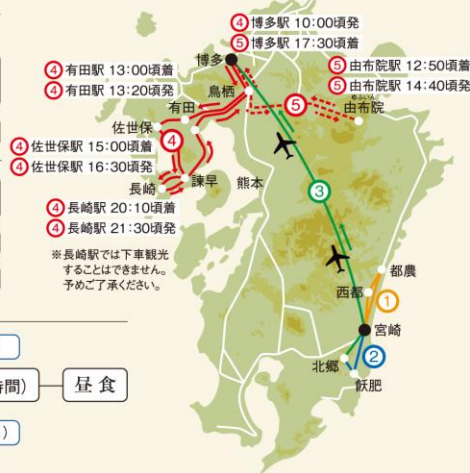 ④ 博多駅 10:00頃発
⑤ 博多駅 17:30頃着
博多
④ 有田駅 13:00頃着
④ 有田駅 13:20頃発
⑤ 由布院駅 12:50頃着
⑤ 由布院駅 14:40頃発
鳥栖
ゆふいん
由布院
有田
⑤
佐世保
④
④ 佐世保駅 15:00頃着
④ 佐世保駅 16:30頃発
諫早
長崎
熊本
③
④ 長崎駅 20:10頃着
④ 長崎駅 21:30頃発
※長崎駅では下車観光
することはできません。
予めご了承ください。
都農
西都
①
宮崎
②
北郷
飫肥
時間)
昼食
)